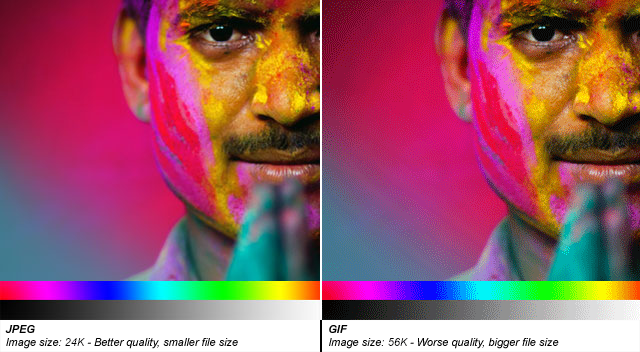 JPEG
Image size: 24K - Better quality, smaller file size
GIF
Image size: 56K - Worse quality, bigger file size